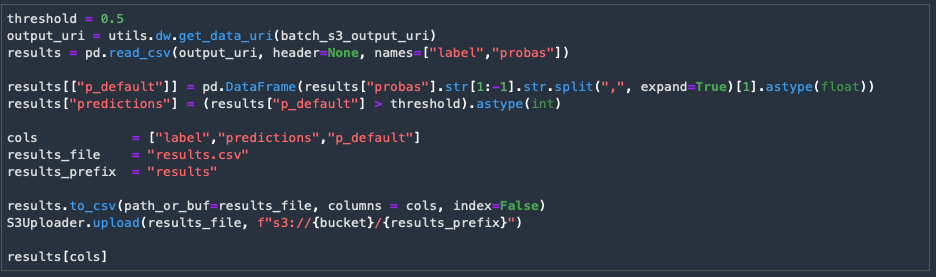 threshold = 0.5
output_uri = utils.dw.get_data_uri(batch_s3_output_uri)
results = pd.read_csv(output_uri, header=None, names=["label","probas"])
results[["p_default"]] = pd.DataFrame(results["probas"].str[1:-1].str.split(",", expand=True)[1].astype(float))
results["predictions"] = (results["p_default"] > threshold).astype(int)
cols            = ["label","predictions","p_default"]
results_file    = "results.csv"
results_prefix  = "results"
results.to_csv(path_or_buf=results_file, columns = cols, index=False)
S3Uploader.upload(results_file, f"s3://{bucket}/{results_prefix}")
results[cols]